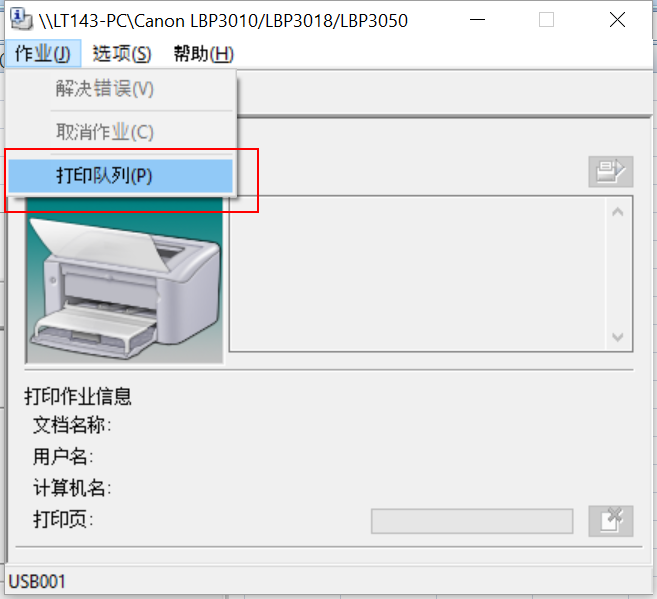 \\LT143-PC\Canon LBP3010/LBP3018/LBP3050
作业(J) 选项(S) 帮助(H)
解决错误(V)
取消作业(C)
打印队列(P)
打印作业信息
文档名称:
用户名:
计算机名:
打印页:
USB001